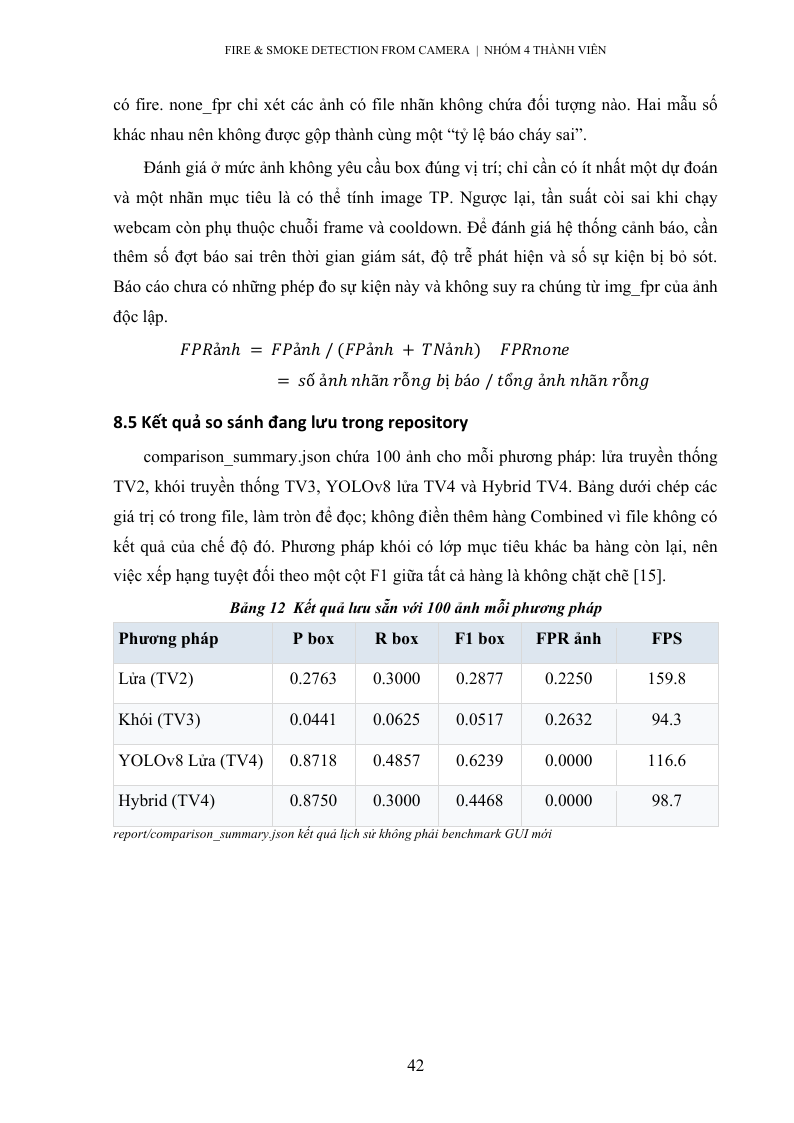 FIRE & SMOKE DETECTION FROM CAMERA | NHÓM 4 THÀNH VIÊN
có fire. none_fpr chỉ xét các ảnh có file nhãn không chứa đối tượng nào. Hai mẫu số
khác nhau nên không được gộp thành cùng một “tỷ lệ báo cháy sai”.
Đánh giá ở mức ảnh không yêu cầu box đúng vị trí; chỉ cần có ít nhất một dự đoán
và một nhãn mục tiêu là có thể tính image TP. Ngược lại, tần suất còi sai khi chạy
webcam còn phụ thuộc chuỗi frame và cooldown. Để đánh giá hệ thống cảnh báo, cần
thêm số đợt báo sai trên thời gian giám sát, độ trễ phát hiện và số sự kiện bị bỏ sót.
Báo cáo chưa có những phép đo sự kiện này và không suy ra chúng từ img_fpr của ảnh
độc lập.
FPRảnh = FPảnh / (FPảnh + TNảnh) FPRnone
= số ảnh nhãn rỗng bị báo / tổng ảnh nhãn rỗng
8.5 Kết quả so sánh đang lưu trong repository
comparison_summary.json chứa 100 ảnh cho mỗi phương pháp: lửa truyền thống
TV2, khói truyền thống TV3, YOLOv8 lửa TV4 và Hybrid TV4. Bảng dưới chép các
giá trị có trong file, làm tròn để đọc; không điền thêm hàng Combined vì file không có
kết quả của chế độ đó. Phương pháp khói có lớp mục tiêu khác ba hàng còn lại, nên
việc xếp hạng tuyệt đối theo một cột F1 giữa tất cả hàng là không chặt chẽ [15].
Bảng 12 Kết quả lưu sẵn với 100 ảnh mỗi phương pháp
Phương pháp P box R box F1 box FPR ảnh FPS
Lửa (TV2) 0.2763 0.3000 0.2877 0.2250 159.8
Khói (TV3) 0.0441 0.0625 0.0517 0.2632 94.3
YOLOv8 Lửa (TV4) 0.8718 0.4857 0.6239 0.0000 116.6
Hybrid (TV4) 0.8750 0.3000 0.4468 0.0000 98.7
report/comparison_summary.json kết quả lịch sử không phải benchmark GUI mới
42